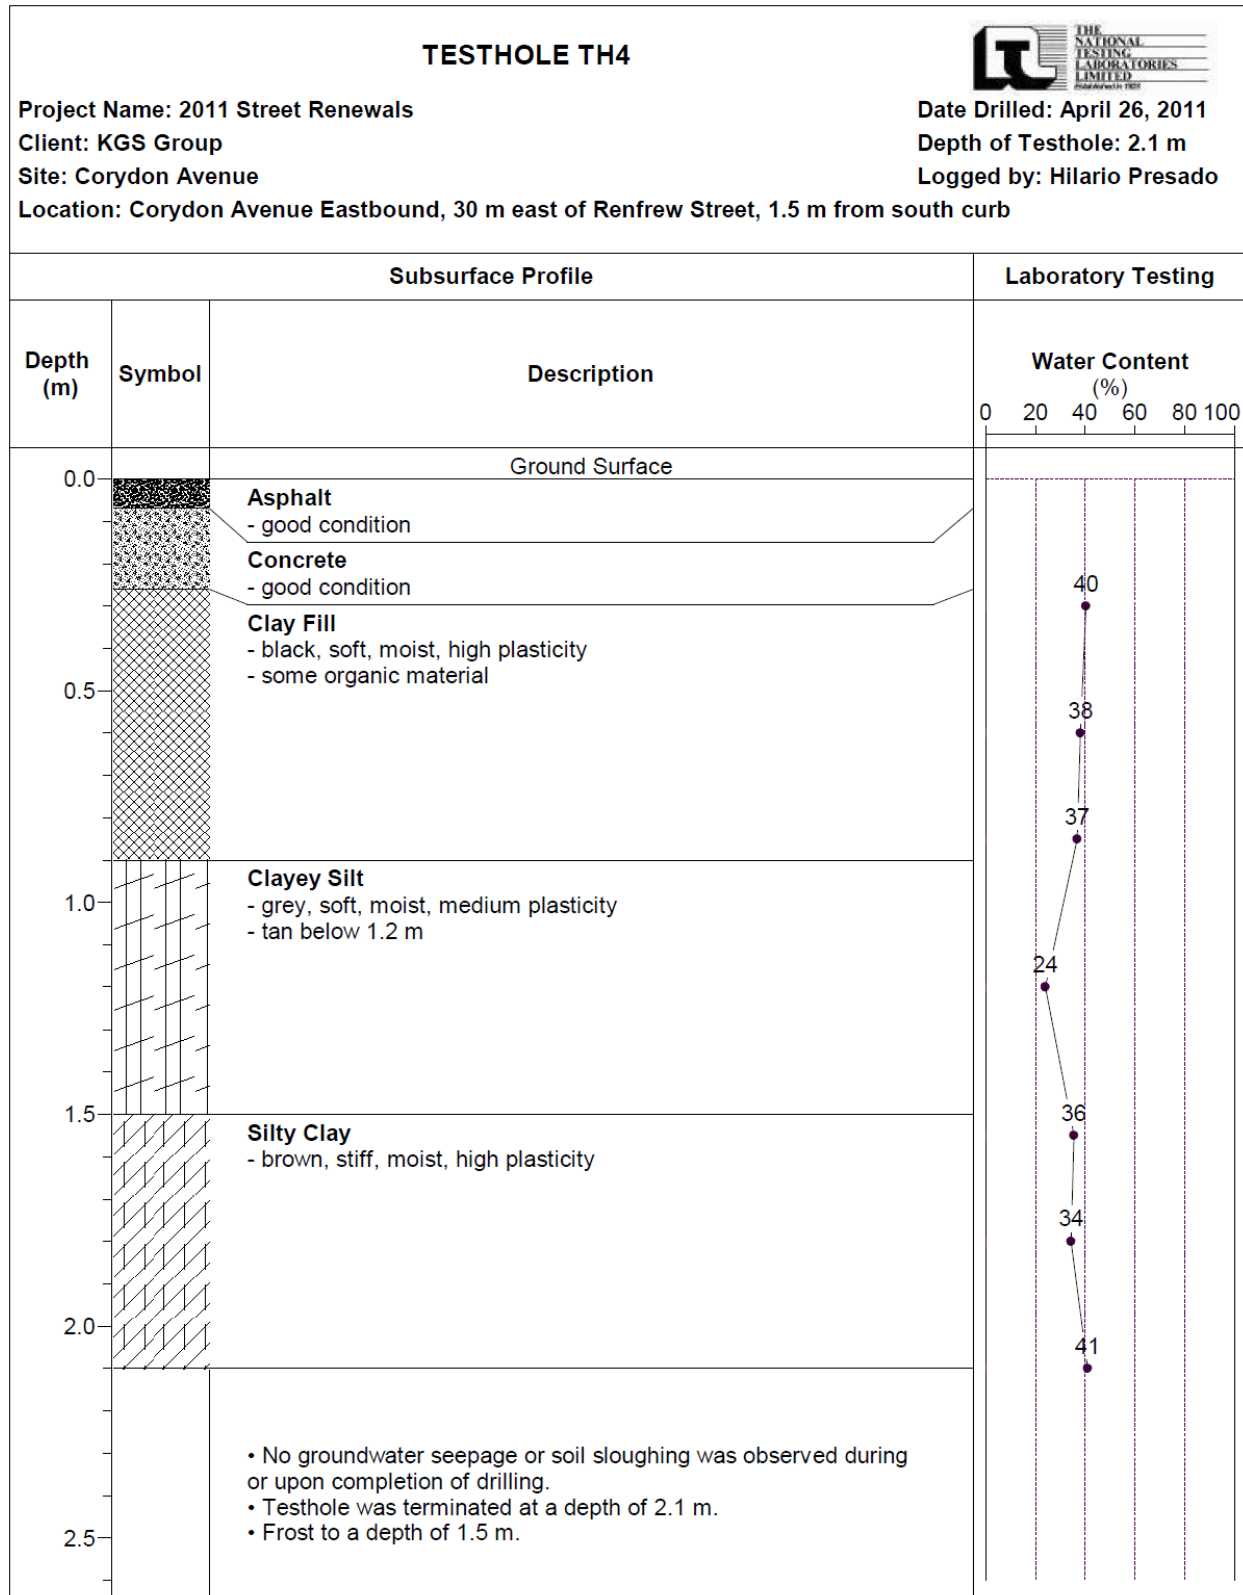 TESTHOLE TH4
THE
NATIONAL
TESTING
LABORATORIES
LIMITED
Established in 1923
Project Name: 2011 Street Renewals
Date Drilled: April 26, 2011
Client: KGS Group
Depth of Testhole: 2.1 m
Site: Corydon Avenue
Logged by: Hilario Presado
Location: Corydon Avenue Eastbound, 30 m east of Renfrew Street, 1.5 m from south curb
Subsurface Profile
Laboratory Testing
Depth
(m)
Symbol
Description
Water Content
(%)
0 20 40 60 80 100
Ground Surface
0.0
Asphalt
- good condition
Concrete
- good condition
40
Clay Fill
- black, soft, moist, high plasticity
- some organic material
0.5
38
37
Clayey Silt
- grey, soft, moist, medium plasticity
- tan below 1.2 m
1.0
24
1.5
36
Silty Clay
- brown, stiff, moist, high plasticity
34
2.0
41
• No groundwater seepage or soil sloughing was observed during
or upon completion of drilling.
• Testhole was terminated at a depth of 2.1 m.
• Frost to a depth of 1.5 m.
2.5